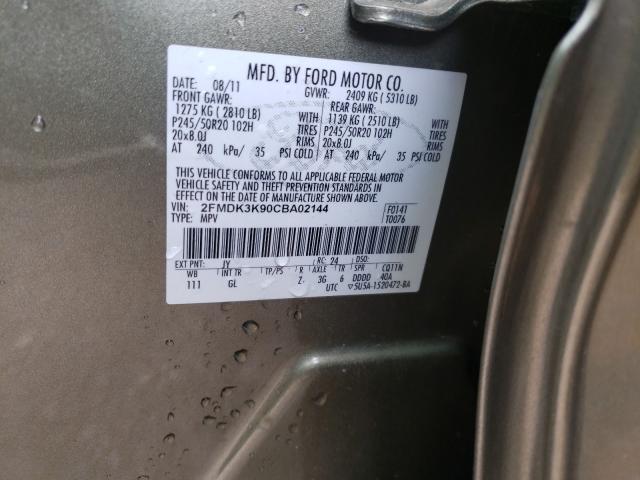 MFD. BY FORD MOTOR CO.
DATE: 08/11 GVWR: 2409 KG ( 5310 LB)
FRONT GAWR: REAR GAWR:
1275 KG ( 2810 LB) 1139 KG ( 2510 LB)
P245/50R20 102H TIRES P245/50R20 102H TIRES
20x8.0J RIMS 20x8.0J RIMS
AT 240 kPa/ 35 PSI COLD AT 240 kPa/ 35 PSI COLD
THIS VEHICLE CONFORMS TO ALL APPLICABLE FEDERAL MOTOR
VEHICLE SAFETY AND THEFT PREVENTION STANDARDS IN
EFFECT ON THE DATE OF MANUFACTURE SHOWN ABOVE.
VIN: 2FMDK3K90CBA02144 F0141
TYPE: MPV T0076
EXT PNT: JY RC: 24 DSO:
WB INT TR TP/PS R AXLE TR SPR CQ11N
111 GL Z 3G 6 DDDD 40A
UTC ▽5U5A-1520472-BA